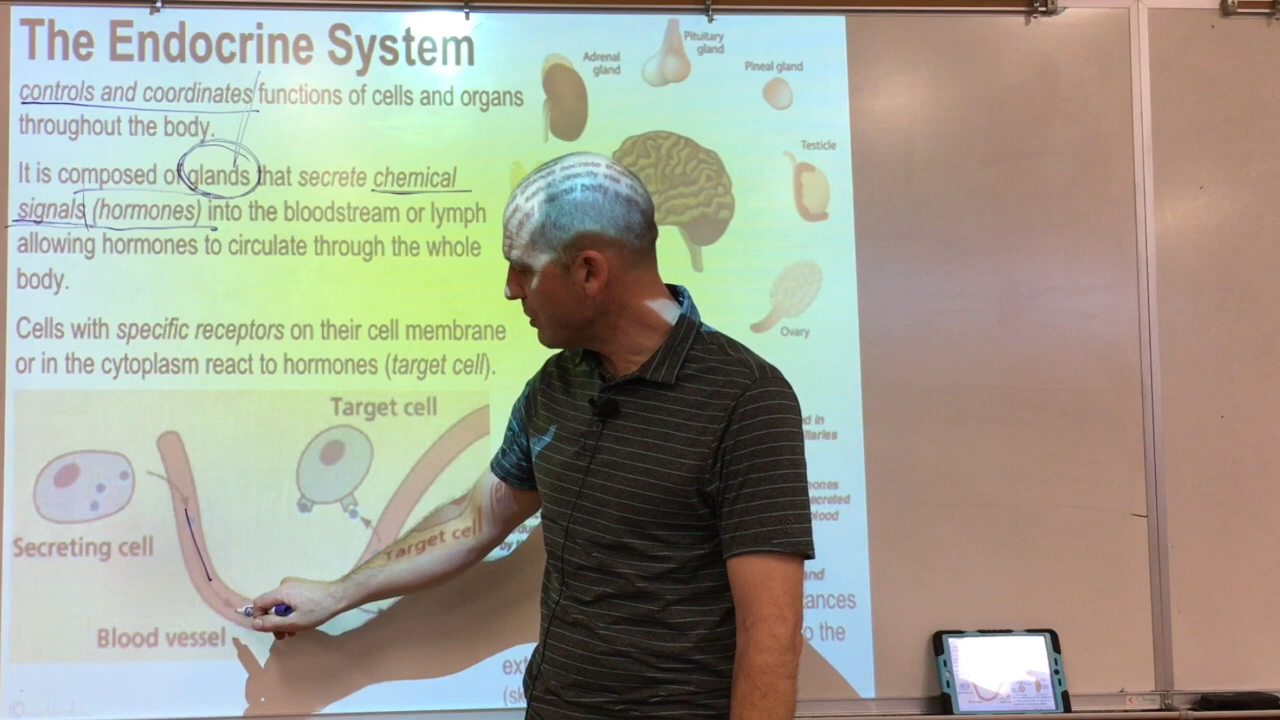 The Endocrine System
controls and coordinates functions of cells and organs
throughout the body.
It is composed of glands that secrete chemical
signals (hormones) into the bloodstream or lymph
allowing hormones to circulate through the whole
body.
Cells with specific receptors on their cell membrane
or in the cytoplasm react to hormones (target cell).
Target cell
Secreting cell
Target cell
Blood vessel
Adrenal
gland
Pituitary
gland
Pineal gland
Testicle
Ovary